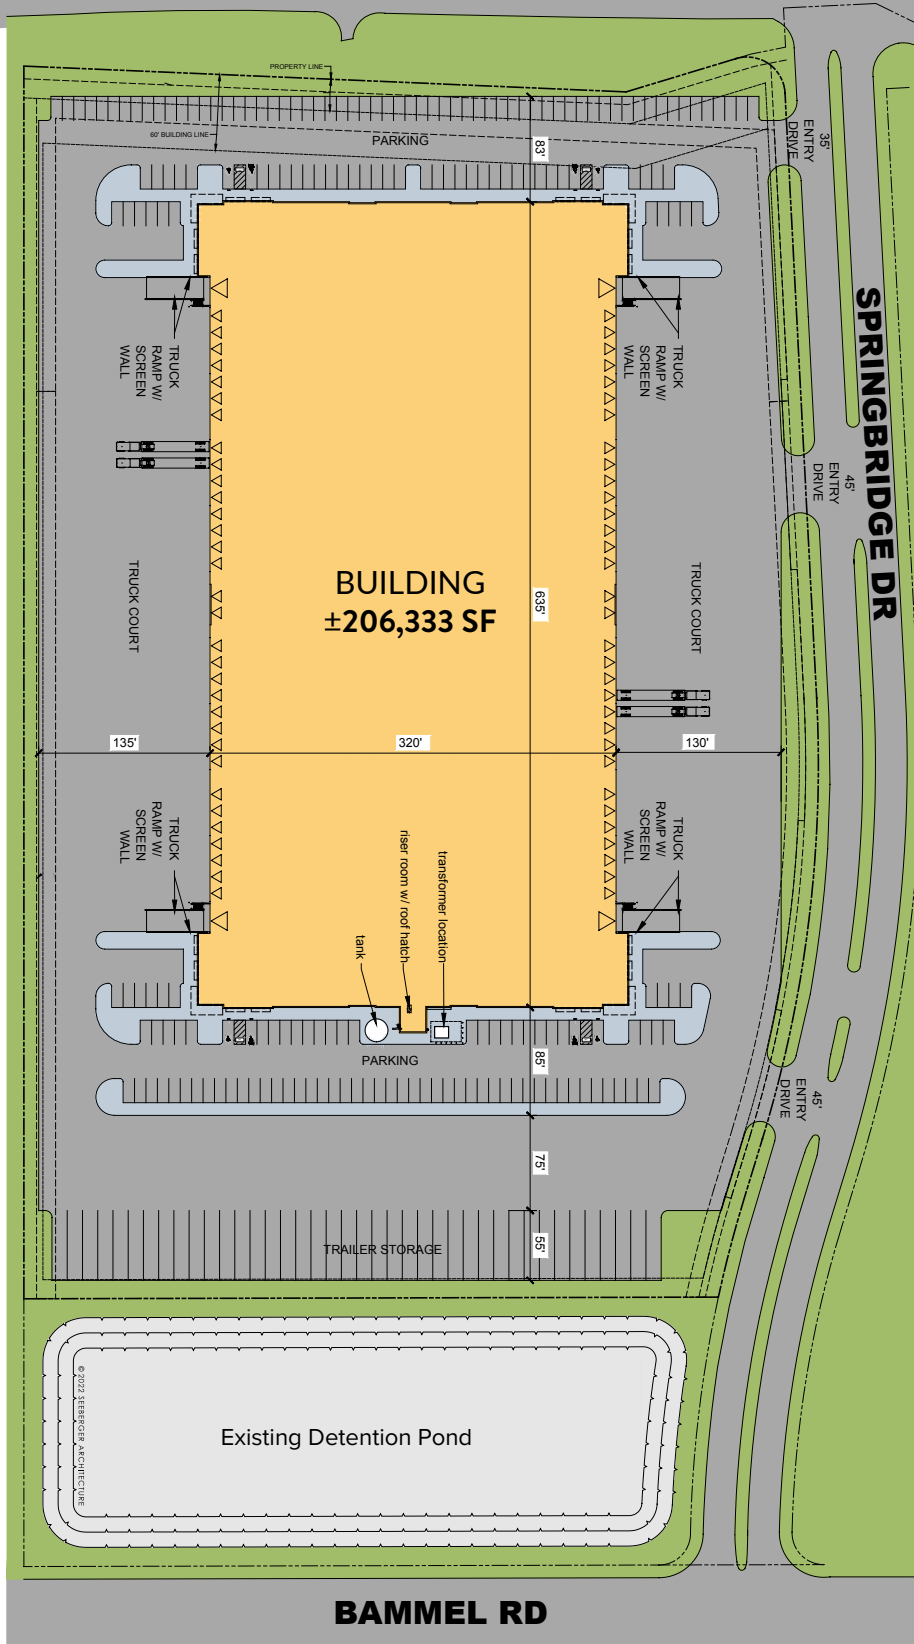 PROPERTY LINE
60' BUILDING LINE
PARKING
83'
35'
ENTRY
DRIVE
SPRINGBRIDGE DR
TRUCK
RAMP W/
SCREEN
WALL
TRUCK
RAMP W/
SCREEN
WALL
45'
ENTRY
DRIVE
TRUCK COURT
BUILDING
±206,333 SF
635'
TRUCK COURT
135'
320'
130'
TRUCK
RAMP W/
SCREEN
WALL
TRUCK
RAMP W/
SCREEN
WALL
riser room w/ roof hatch
transformer location
tank
PARKING
85'
45'
ENTRY
DRIVE
75'
TRAILER STORAGE
55'
© 2022 SEEBERGER ARCHITECTURE
Existing Detention Pond
BAMMEL RD